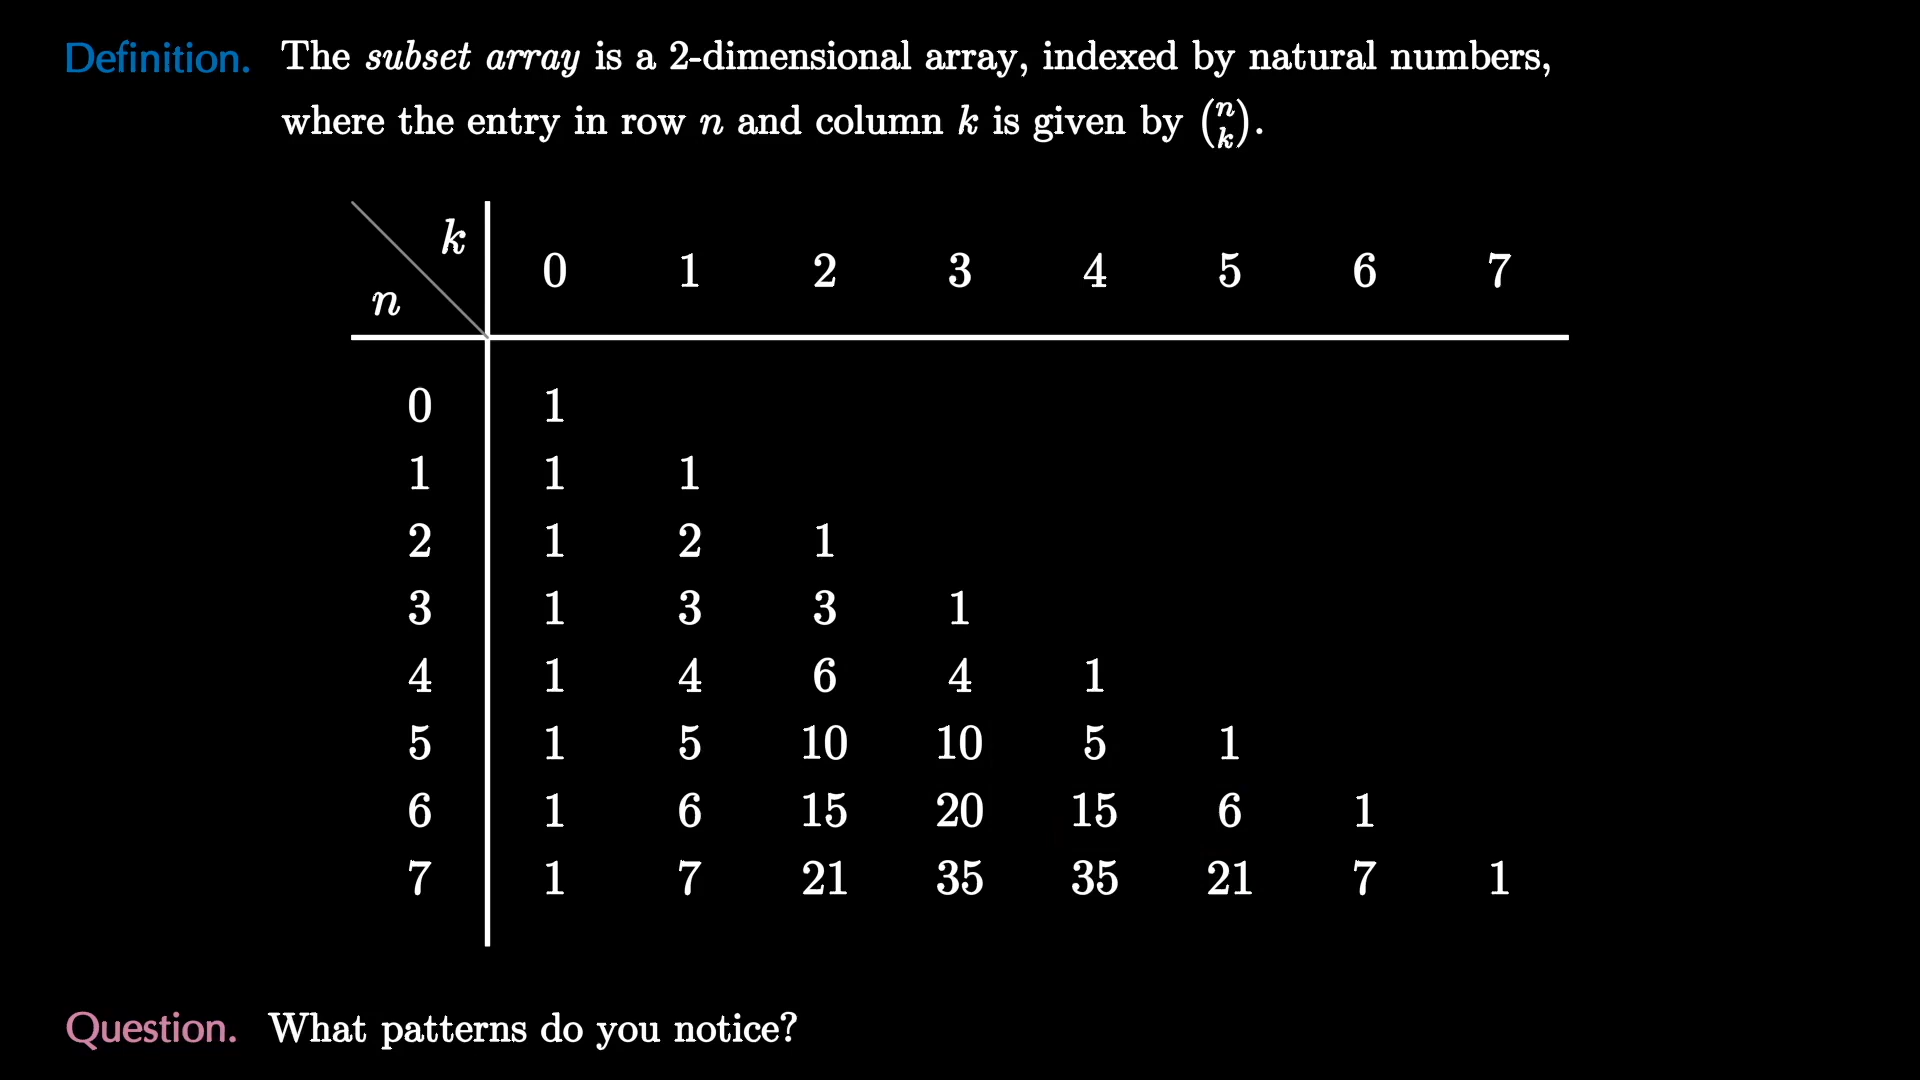 Definition. The subset array is a 2-dimensional array, indexed by natural numbers,
where the entry in row n and column k is given by (n k).
k
n
0 1 2 3 4 5 6 7
0 1
1 1 1
2 1 2 1
3 1 3 3 1
4 1 4 6 4 1
5 1 5 10 10 5 1
6 1 6 15 20 15 6 1
7 1 7 21 35 35 21 7 1
Question. What patterns do you notice?